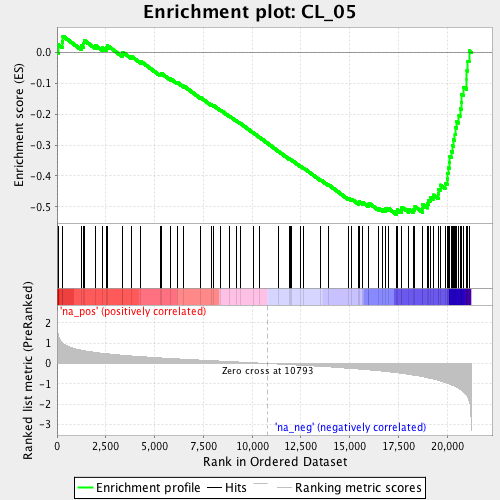 Enrichment plot: CL_05
Enrichment score (ES)
0.0
-0.1
-0.2
-0.3
-0.4
-0.5
'na_pos' (positively correlated)
Ranked list metric (PreRanked)
2
1
0
-1
-2
-3
Zero cross at 10793
'na_neg' (negatively correlated)
0
2,500
5,000
7,500
10,000
12,500
15,000
17,500
20,000
Rank in Ordered Dataset
Enrichment profile
Hits
Ranking metric scores